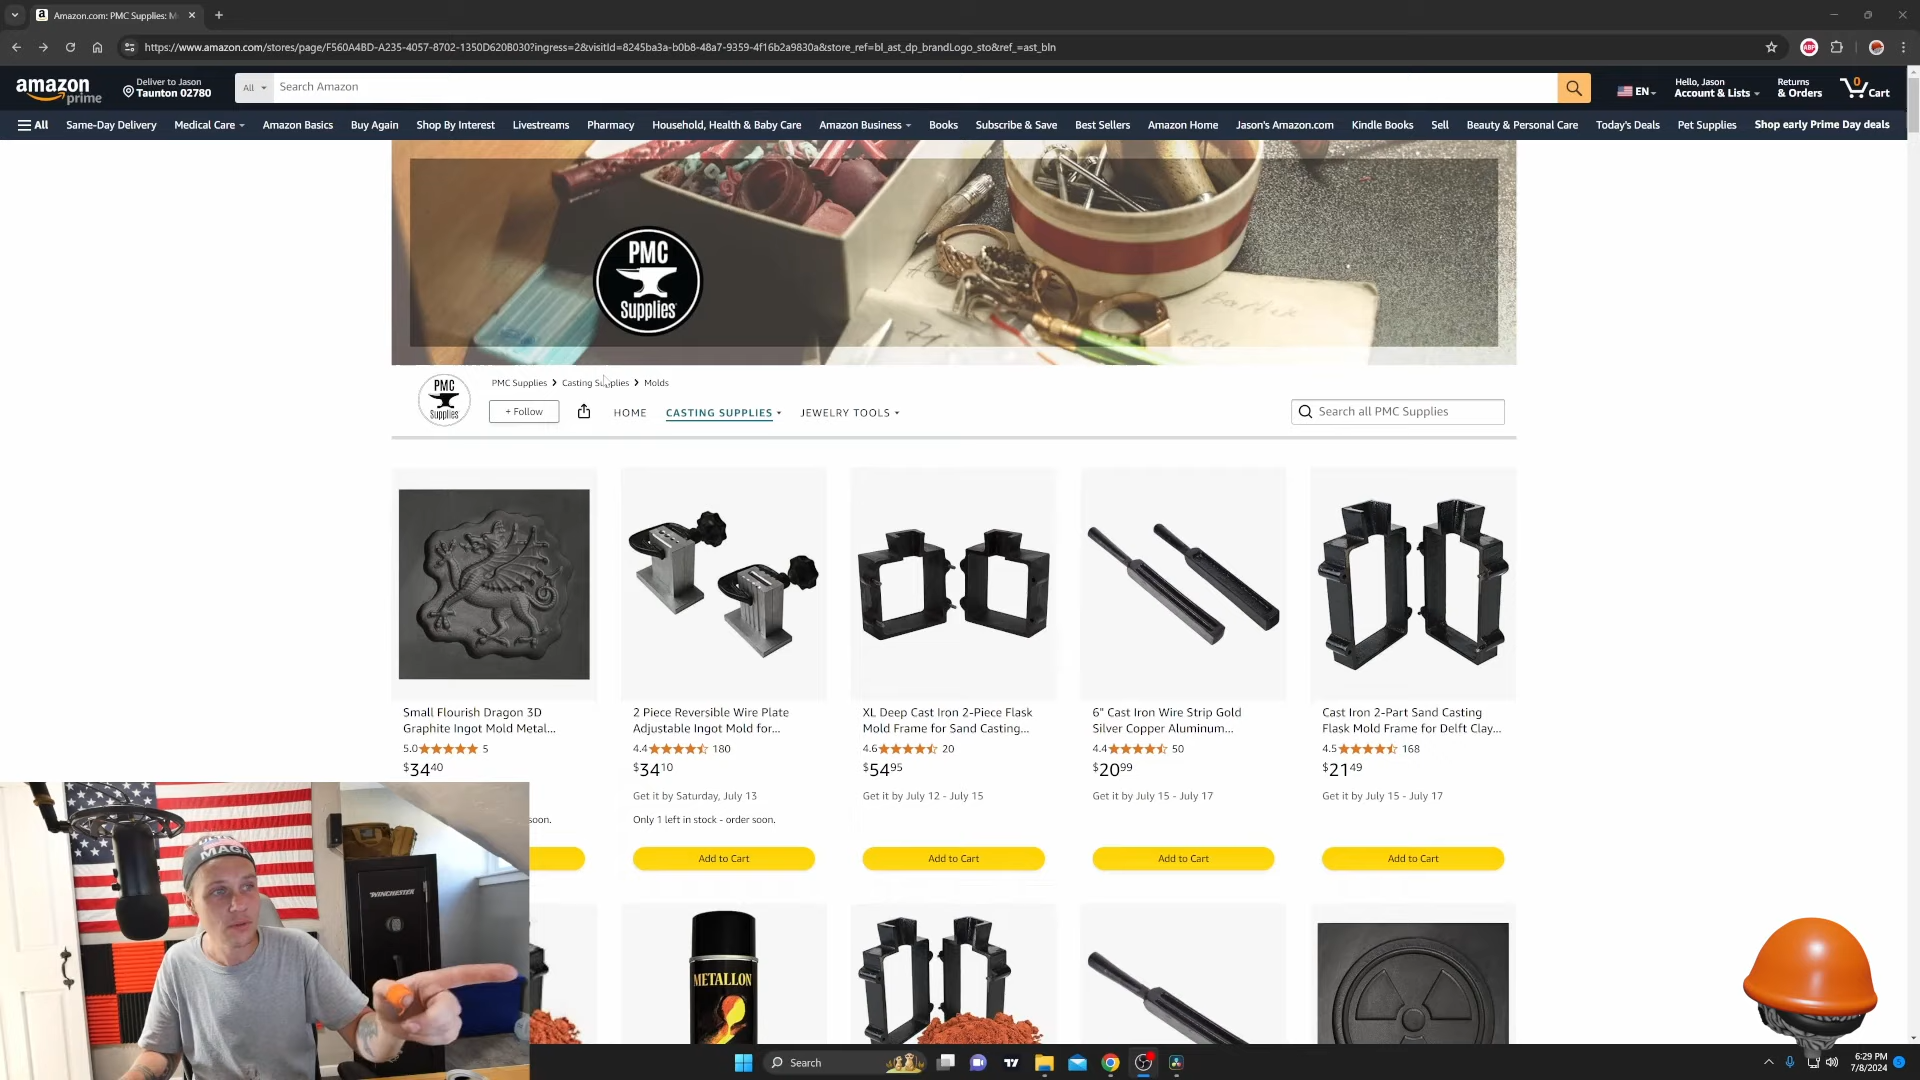 Amazon.com: PMC Supplies: M
https://www.amazon.com/stores/page/F560A4BD-A235-4057-8702-1350D620B030?ingress=2&visitId=8245ba3a-b0b8-48a7-9359-4f16b2a9830a&store_ref=bl_ast_dp_brandLogo_sto&ref_=ast_bln
ABP
amazon prime
Deliver to Jason
Taunton 02780
All
Search Amazon
EN
Hello, Jason
Account & Lists
Returns
& Orders
0
Cart
All Same-Day Delivery Medical Care Amazon Basics Buy Again Shop By Interest Livestreams Pharmacy Household, Health & Baby Care Amazon Business Books Subscribe & Save Best Sellers Amazon Home Jason's Amazon.com Kindle Books Sell Beauty & Personal Care Today's Deals Pet Supplies Shop early Prime Day deals
PMC
Supplies
PMC
Supplies
PMC Supplies › Casting Supplies › Molds
+ Follow
HOME CASTING SUPPLIES JEWELRY TOOLS
Search all PMC Supplies
Small Flourish Dragon 3D
Graphite Ingot Mold Metal...
5.0 5
$3440
soon.
2 Piece Reversible Wire Plate
Adjustable Ingot Mold for...
4.4 180
$3410
Get it by Saturday, July 13
Only 1 left in stock - order soon.
Add to Cart
XL Deep Cast Iron 2-Piece Flask
Mold Frame for Sand Casting...
4.6 20
$5495
Get it by July 12 - July 15
Add to Cart
6" Cast Iron Wire Strip Gold
Silver Copper Aluminum...
4.4 50
$2099
Get it by July 15 - July 17
Add to Cart
Cast Iron 2-Part Sand Casting
Flask Mold Frame for Delft Clay...
4.5 168
$2149
Get it by July 15 - July 17
Add to Cart
METALLON
MAGA
WINCHESTER
Search
6:29 PM
7/8/2024